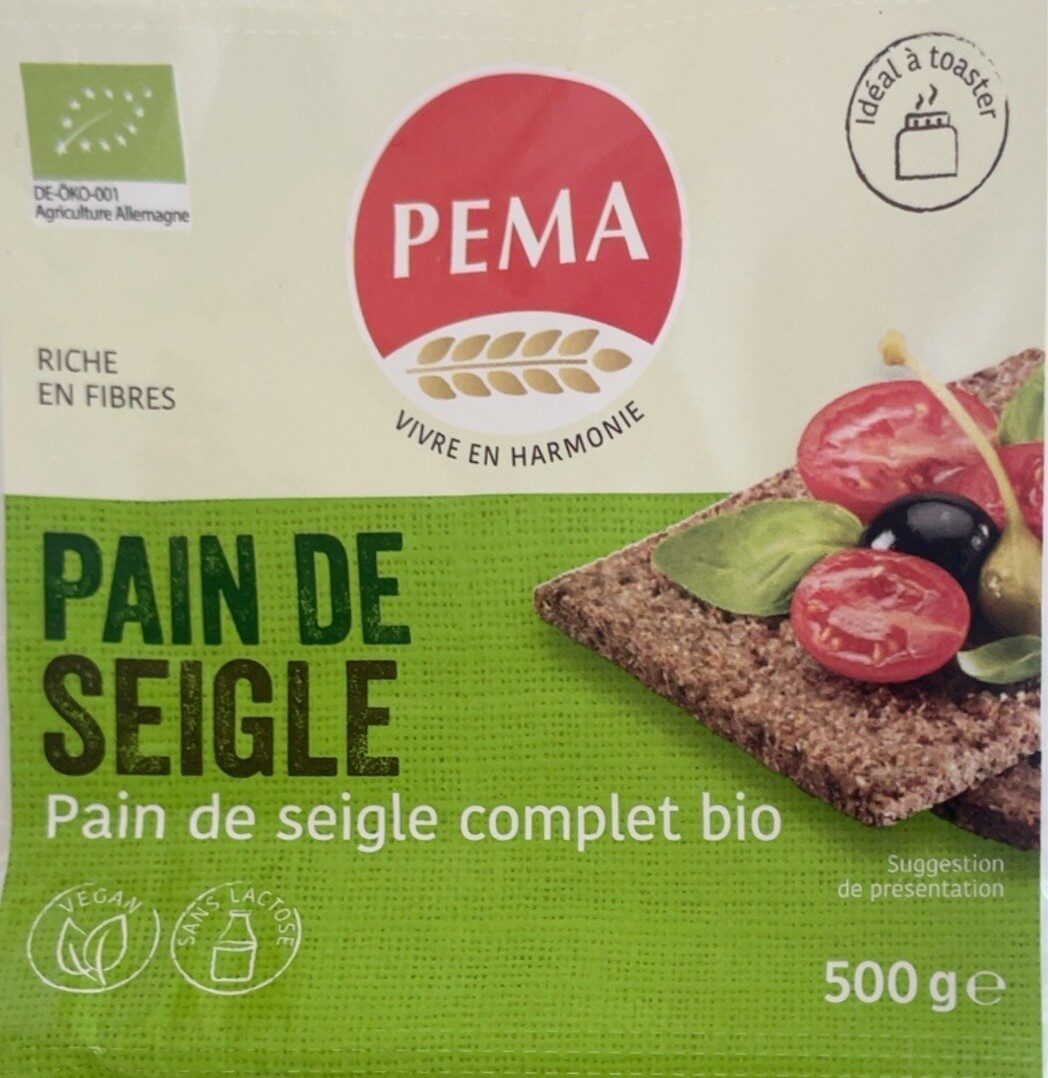 Idéal à toaster
DE-ÖKO-001
Agriculture Allemagne
PEMA
VIVRE EN HARMONIE
RICHE
EN FIBRES
PAIN DE
SEIGLE
Pain de seigle complet bio
Suggestion
de présentation
VEGAN
SANS LACTOSE
500 g e